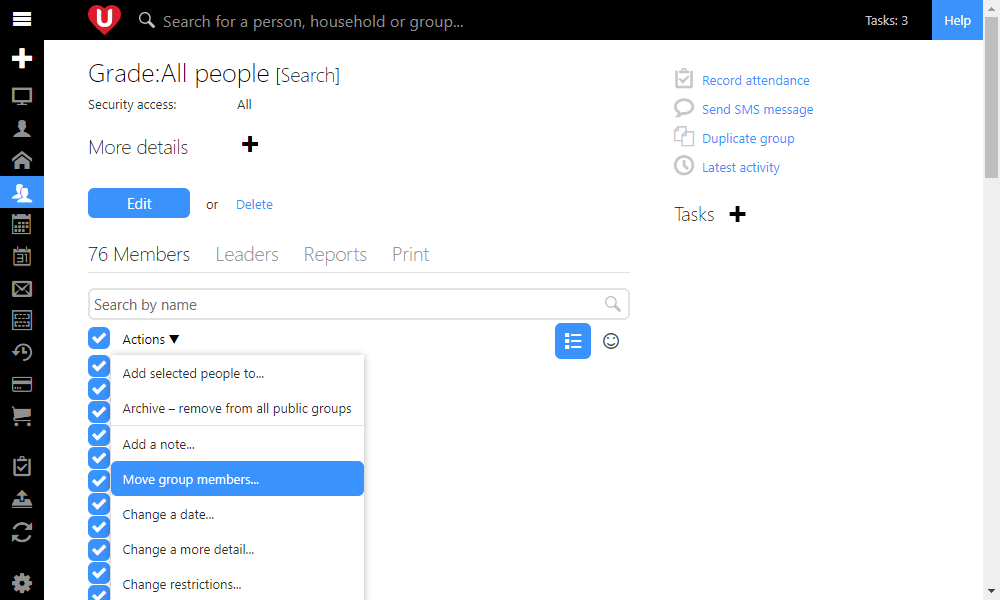 U Search for a person, household or group... Tasks: 3 Help
Grade:All people [Search]
Security access: All
More details
Edit or Delete
Record attendance
Send SMS message
Duplicate group
Latest activity
Tasks
76 Members Leaders Reports Print
Search by name
Actions ▼
Add selected people to...
Archive – remove from all public groups
Add a note...
Move group members...
Change a date...
Change a more detail...
Change restrictions...
31